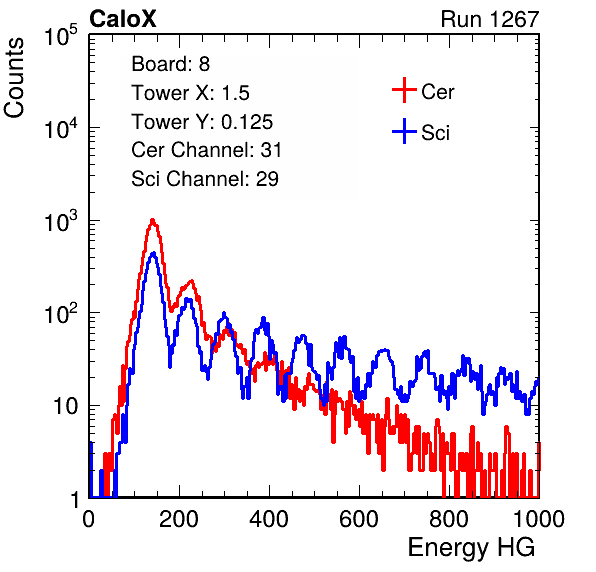 CaloX Run 1267
Counts
10^5
10^4
10^3
10^2
10
1
Board: 8
Tower X: 1.5
Tower Y: 0.125
Cer Channel: 31
Sci Channel: 29
Cer
Sci
0 200 400 600 800 1000
Energy HG